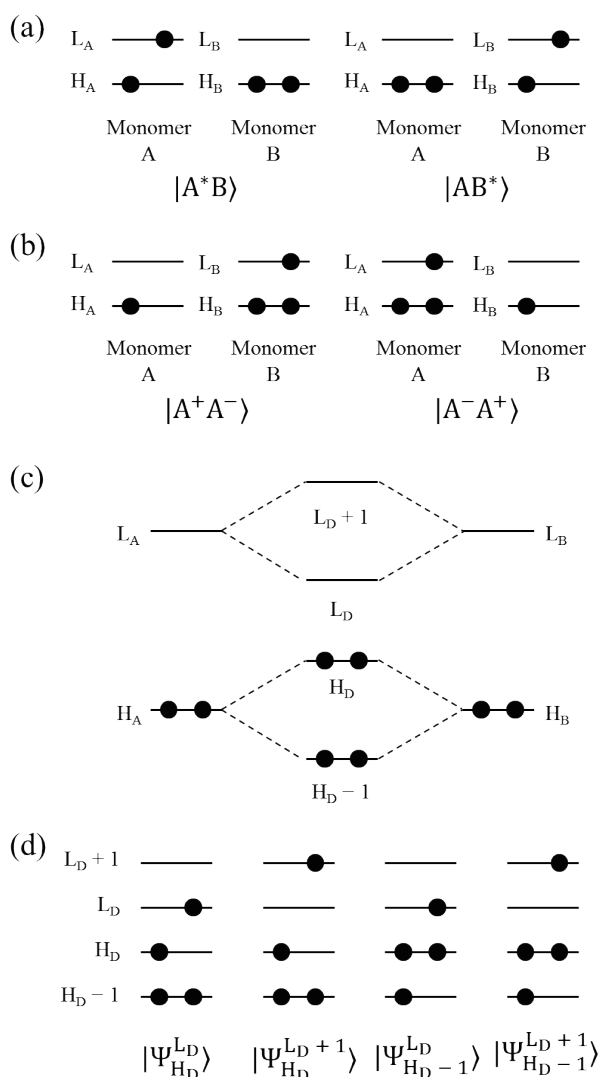 (a)
L_A L_B L_A L_B
H_A H_B H_A H_B
Monomer Monomer Monomer Monomer
A B A B
|A*B⟩ |AB*⟩
(b)
L_A L_B L_A L_B
H_A H_B H_A H_B
Monomer Monomer Monomer Monomer
A B A B
|A⁺A⁻⟩ |A⁻A⁺⟩
(c)
L_D + 1
L_A L_B
L_D
H_D
H_A H_B
H_D − 1
(d)
L_D + 1
L_D
H_D
H_D − 1
|Ψ_{H_D}^{L_D}⟩ |Ψ_{H_D}^{L_D + 1}⟩ |Ψ_{H_D − 1}^{L_D}⟩ |Ψ_{H_D − 1}^{L_D + 1}⟩